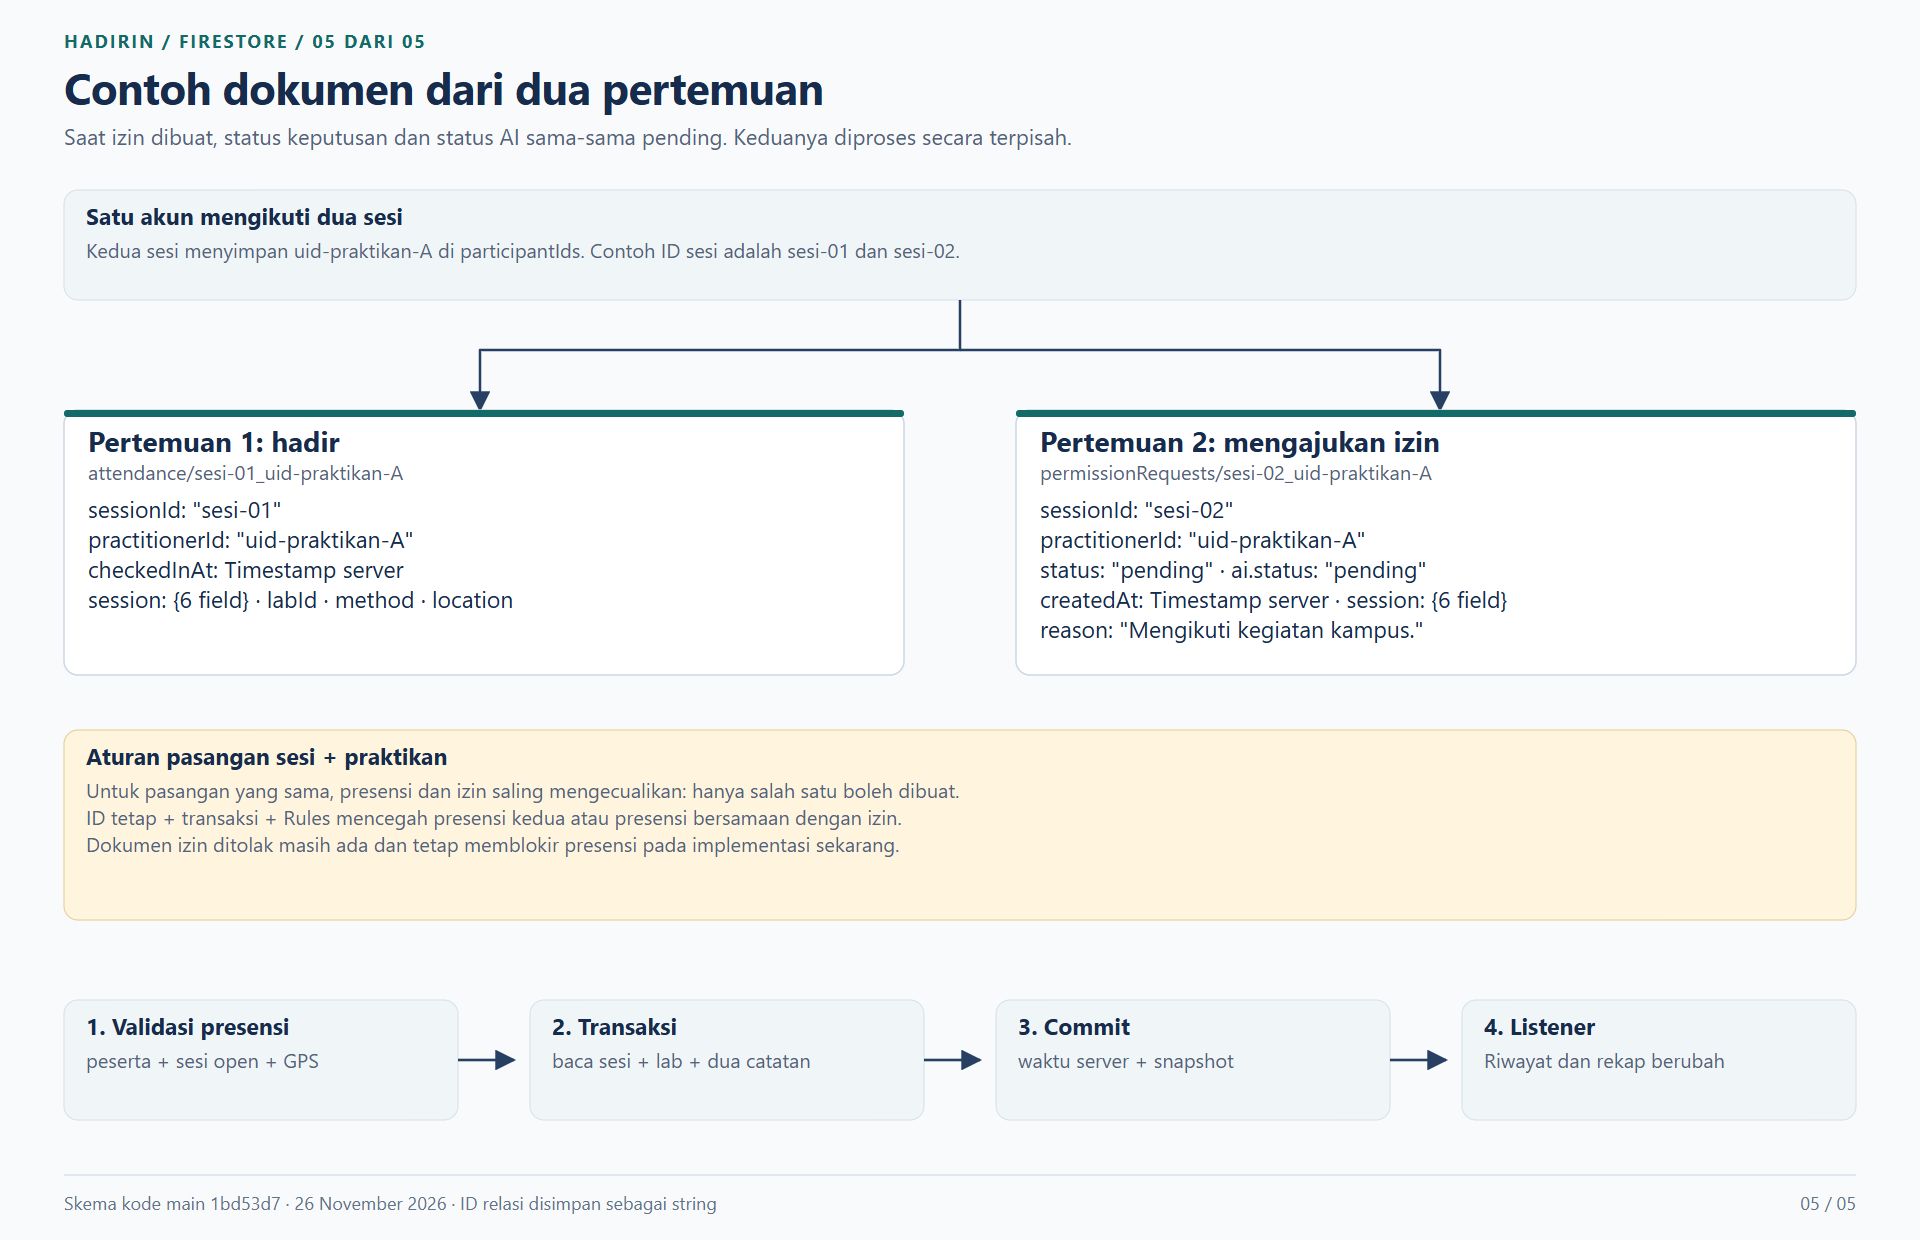 HADIRIN / FIRESTORE / 05 DARI 05
Contoh dokumen dari dua pertemuan
Saat izin dibuat, status keputusan dan status AI sama-sama pending. Keduanya diproses secara terpisah.
Satu akun mengikuti dua sesi
Kedua sesi menyimpan uid-praktikan-A di participantIds. Contoh ID sesi adalah sesi-01 dan sesi-02.
Pertemuan 1: hadir
attendance/sesi-01_uid-praktikan-A
sessionId: "sesi-01"
practitionerId: "uid-praktikan-A"
checkedInAt: Timestamp server
session: {6 field} · labId · method · location
Pertemuan 2: mengajukan izin
permissionRequests/sesi-02_uid-praktikan-A
sessionId: "sesi-02"
practitionerId: "uid-praktikan-A"
status: "pending" · ai.status: "pending"
createdAt: Timestamp server · session: {6 field}
reason: "Mengikuti kegiatan kampus."
Aturan pasangan sesi + praktikan
Untuk pasangan yang sama, presensi dan izin saling mengecualikan: hanya salah satu boleh dibuat.
ID tetap + transaksi + Rules mencegah presensi kedua atau presensi bersamaan dengan izin.
Dokumen izin ditolak masih ada dan tetap memblokir presensi pada implementasi sekarang.
1. Validasi presensi
peserta + sesi open + GPS
2. Transaksi
baca sesi + lab + dua catatan
3. Commit
waktu server + snapshot
4. Listener
Riwayat dan rekap berubah
Skema kode main 1bd53d7 · 26 November 2026 · ID relasi disimpan sebagai string
05 / 05